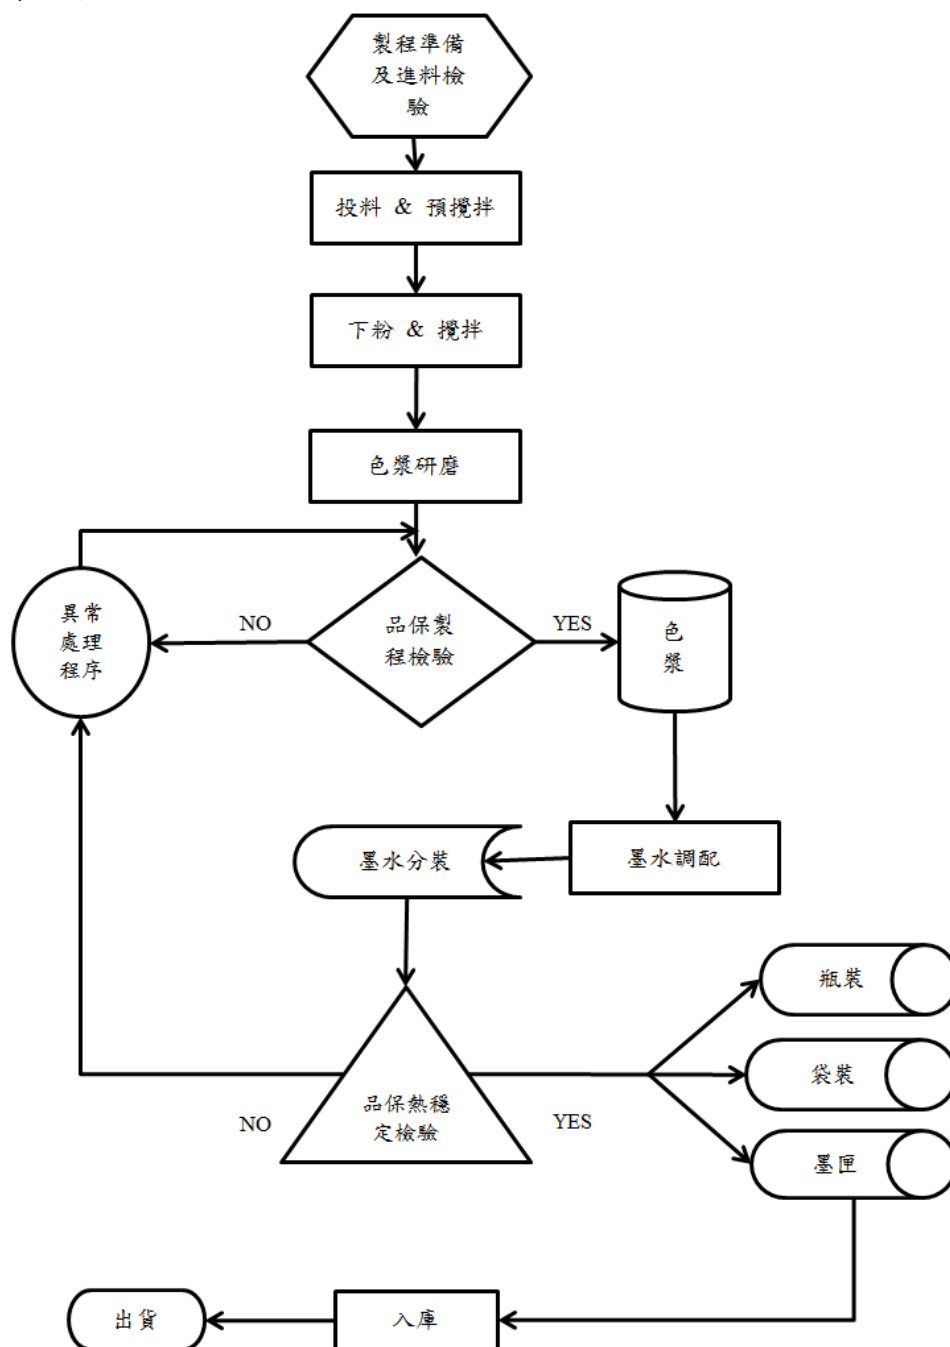 製程準備
及進料檢
驗
投料 & 預攪拌
下粉 & 攪拌
色漿研磨
異常
處理
程序
NO
品保製
程檢驗
YES
色
漿
墨水分裝
墨水調配
瓶裝
袋裝
墨匣
NO
品保熱穩
定檢驗
YES
出貨
入庫